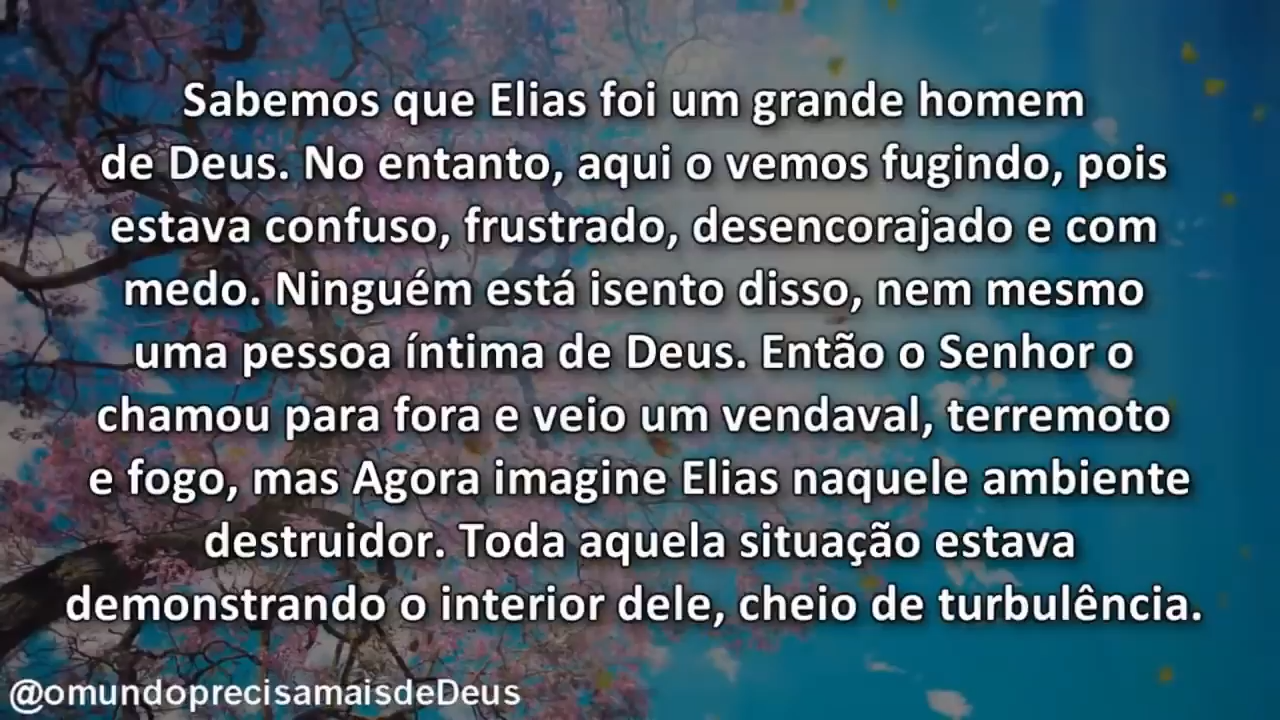 Sabemos que Elias foi um grande homem
de Deus. No entanto, aqui o vemos fugindo, pois
estava confuso, frustrado, desencorajado e com
medo. Ninguém está isento disso, nem mesmo
uma pessoa íntima de Deus. Então o Senhor o
chamou para fora e veio um vendaval, terremoto
e fogo, mas Agora imagine Elias naquele ambiente
destruidor. Toda aquela situação estava
demonstrando o interior dele, cheio de turbulência.
@omundoprecisamaisdeDeus